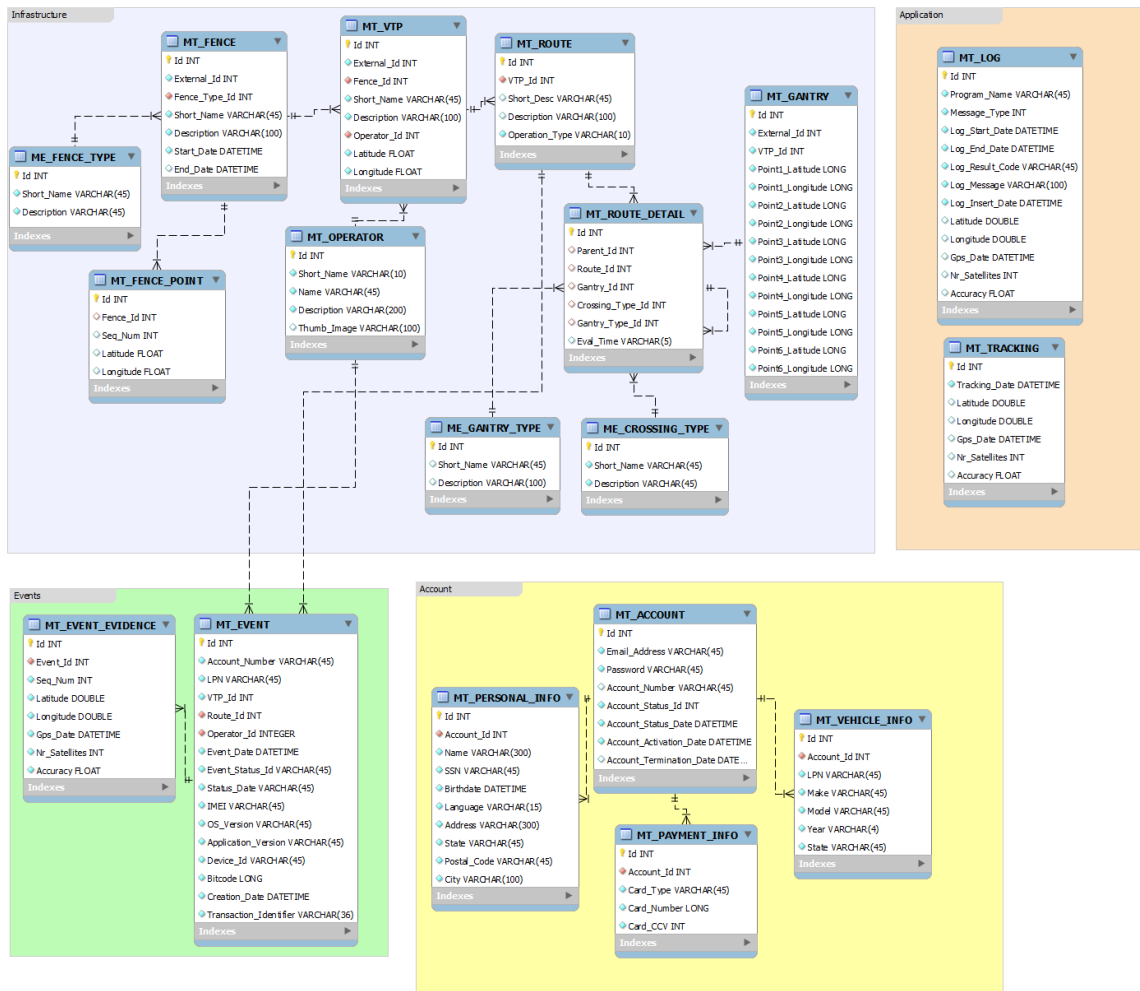 Infrastructure
MT_FENCE
Id INT
External_Id INT
Fence_Type_Id INT
Short_Name VARCHAR(45)
Description VARCHAR(100)
Start_Date DATETIME
End_Date DATETIME
Indexes
MT_VTP
Id INT
External_Id INT
Fence_Id INT
Short_Name VARCHAR(45)
Description VARCHAR(100)
Operator_Id INT
Latitude FLOAT
Longitude FLOAT
Indexes
MT_ROUTE
Id INT
VTP_Id INT
Short_Desc VARCHAR(45)
Description VARCHAR(100)
Operation_Type VARCHAR(10)
Indexes
MT_GANTRY
Id INT
External_Id INT
VTP_Id INT
Point1_Latitude LONG
Point1_Longitude LONG
Point2_Latitude LONG
Point2_Longitude LONG
Point3_Latitude LONG
Point3_Longitude LONG
Point4_Latitude LONG
Point4_Longitude LONG
Point5_Latitude LONG
Point5_Longitude LONG
Point6_Latitude LONG
Point6_Longitude LONG
Indexes
ME_FENCE_TYPE
Id INT
Short_Name VARCHAR(45)
Description VARCHAR(45)
Indexes
MT_FENCE_POINT
Id INT
Fence_Id INT
Seq_Num INT
Latitude FLOAT
Longitude FLOAT
Indexes
MT_OPERATOR
Id INT
Short_Name VARCHAR(10)
Name VARCHAR(45)
Description VARCHAR(200)
Thumb_Image VARCHAR(100)
Indexes
MT_ROUTE_DETAIL
Id INT
Parent_Id INT
Route_Id INT
Gantry_Id INT
Crossing_Type_Id INT
Gantry_Type_Id INT
Eval_Time VARCHAR(5)
Indexes
ME_GANTRY_TYPE
Id INT
Short_Name VARCHAR(45)
Description VARCHAR(100)
Indexes
ME_CROSSING_TYPE
Id INT
Short_Name VARCHAR(45)
Description VARCHAR(45)
Indexes
Application
MT_LOG
Id INT
Program_Name VARCHAR(45)
Message_Type INT
Log_Start_Date DATETIME
Log_End_Date DATETIME
Log_Result_Code VARCHAR(45)
Log_Message VARCHAR(100)
Log_Insert_Date DATETIME
Latitude DOUBLE
Longitude DOUBLE
Gps_Date DATETIME
Nr_Satellites INT
Accuracy FLOAT
Indexes
MT_TRACKING
Id INT
Tracking_Date DATETIME
Latitude DOUBLE
Longitude DOUBLE
Gps_Date DATETIME
Nr_Satellites INT
Accuracy FLOAT
Indexes
Events
MT_EVENT_EVIDENCE
Id INT
Event_Id INT
Seq_Num INT
Latitude DOUBLE
Longitude DOUBLE
Gps_Date DATETIME
Nr_Satellites INT
Accuracy FLOAT
Indexes
MT_EVENT
Id INT
Account_Number VARCHAR(45)
LPN VARCHAR(45)
VTP_Id INT
Route_Id INT
Operator_Id INTEGER
Event_Date DATETIME
Event_Status_Id VARCHAR(45)
Status_Date VARCHAR(45)
IMEI VARCHAR(45)
OS_Version VARCHAR(45)
Application_Version VARCHAR(45)
Device_Id VARCHAR(45)
Bitcode LONG
Creation_Date DATETIME
Transaction_Identifier VARCHAR(36)
Indexes
Account
MT_ACCOUNT
Id INT
Email_Address VARCHAR(45)
Password VARCHAR(45)
Account_Number VARCHAR(45)
Account_Status_Id INT
Account_Status_Date DATETIME
Account_Activation_Date DATETIME
Account_Termination_Date DATE...
Indexes
MT_PERSONAL_INFO
Id INT
Account_Id INT
Name VARCHAR(300)
SSN VARCHAR(45)
Birthdate DATETIME
Language VARCHAR(15)
Address VARCHAR(300)
State VARCHAR(45)
Postal_Code VARCHAR(45)
City VARCHAR(100)
Indexes
MT_VEHICLE_INFO
Id INT
Account_Id INT
LPN VARCHAR(45)
Make VARCHAR(45)
Model VARCHAR(45)
Year VARCHAR(4)
State VARCHAR(45)
Indexes
MT_PAYMENT_INFO
Id INT
Account_Id INT
Card_Type VARCHAR(45)
Card_Number LONG
Card_CCV INT
Indexes